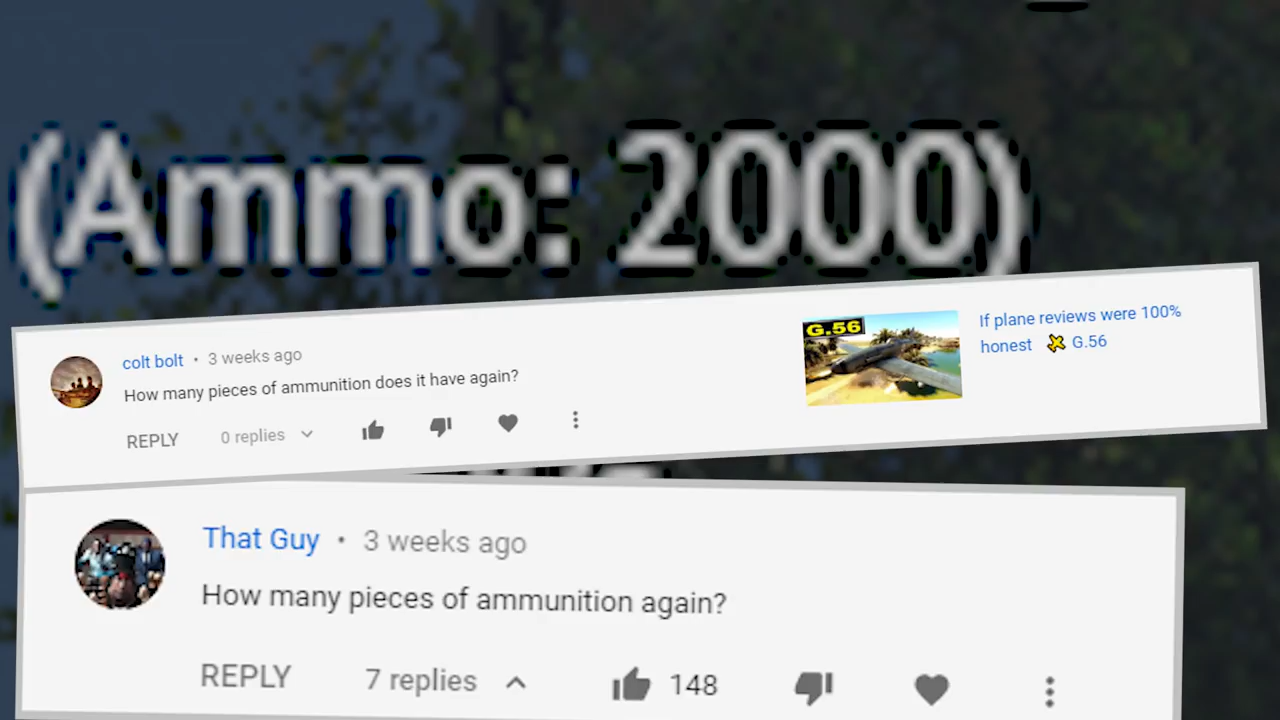 (Ammo: 2000)
colt bolt • 3 weeks ago
How many pieces of ammunition does it have again?
REPLY 0 replies
G.56
If plane reviews were 100%
honest G.56
That Guy • 3 weeks ago
How many pieces of ammunition again?
REPLY 7 replies 148